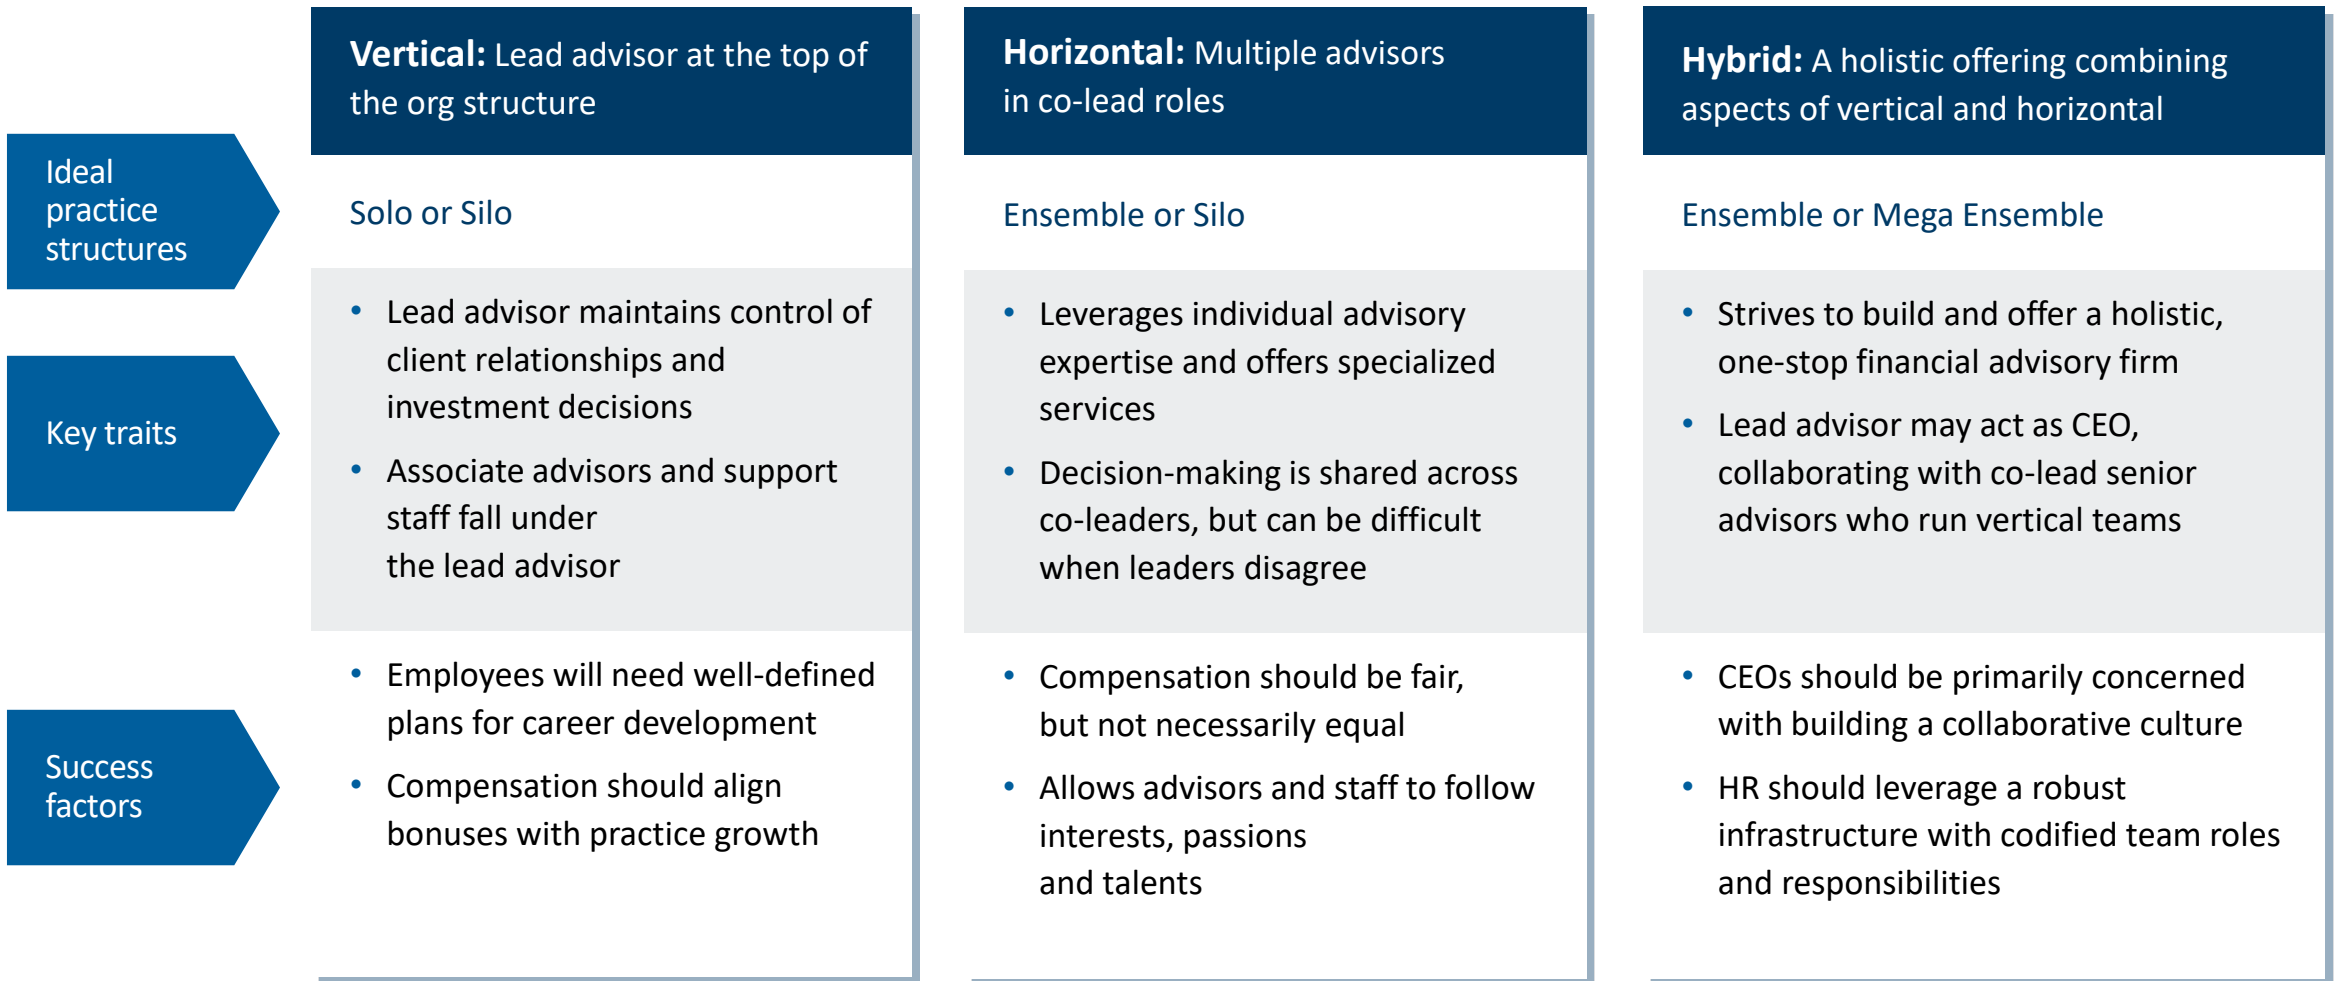 Vertical: Lead advisor at the top of
the org structure
Horizontal: Multiple advisors
in co-lead roles
Hybrid: A holistic offering combining
aspects of vertical and horizontal
Ideal
practice
structures
Solo or Silo
Ensemble or Silo
Ensemble or Mega Ensemble
Key traits
• Lead advisor maintains control of
client relationships and
investment decisions
• Associate advisors and support
staff fall under
the lead advisor
• Leverages individual advisory
expertise and offers specialized
services
• Decision-making is shared across
co-leaders, but can be difficult
when leaders disagree
• Strives to build and offer a holistic,
one-stop financial advisory firm
• Lead advisor may act as CEO,
collaborating with co-lead senior
advisors who run vertical teams
Success
factors
• Employees will need well-defined
plans for career development
• Compensation should align
bonuses with practice growth
• Compensation should be fair,
but not necessarily equal
• Allows advisors and staff to follow
interests, passions
and talents
• CEOs should be primarily concerned
with building a collaborative culture
• HR should leverage a robust
infrastructure with codified team roles
and responsibilities